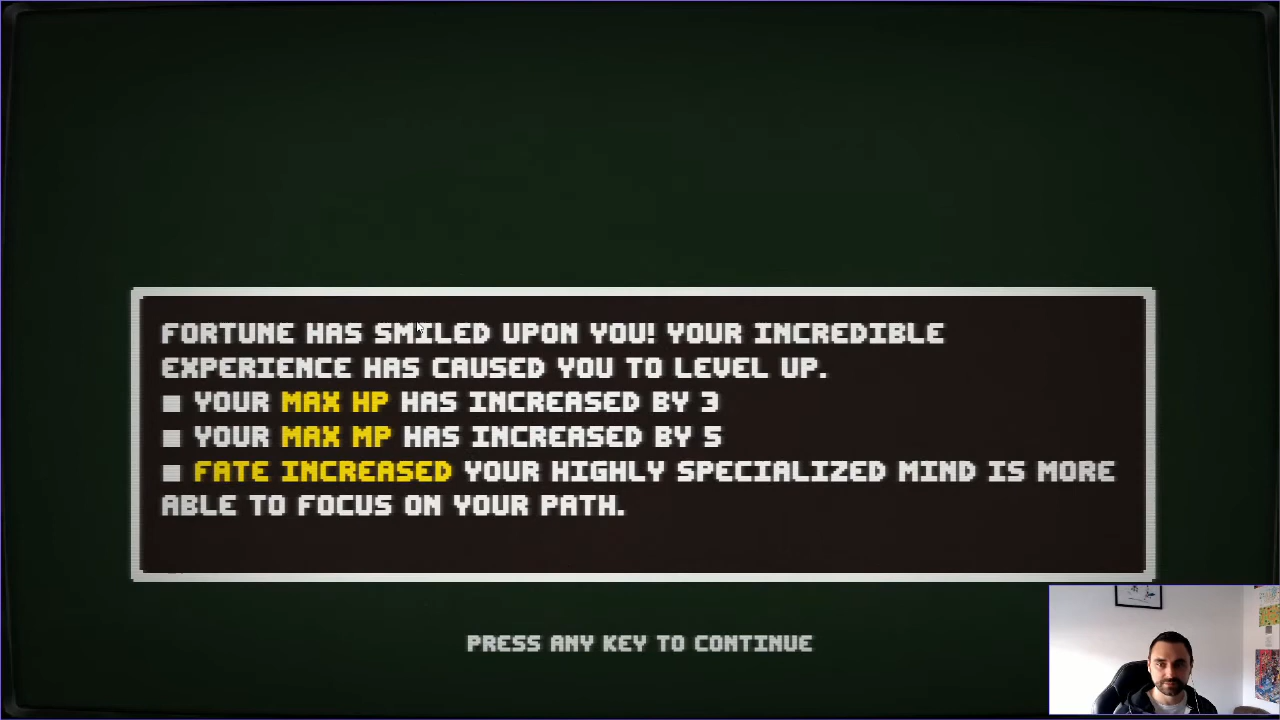 FORTUNE HAS SMILED UPON YOU! YOUR INCREDIBLE
EXPERIENCE HAS CAUSED YOU TO LEVEL UP.
■ YOUR MAX HP HAS INCREASED BY 3
■ YOUR MAX MP HAS INCREASED BY 5
■ FATE INCREASED YOUR HIGHLY SPECIALIZED MIND IS MORE
ABLE TO FOCUS ON YOUR PATH.
PRESS ANY KEY TO CONTINUE